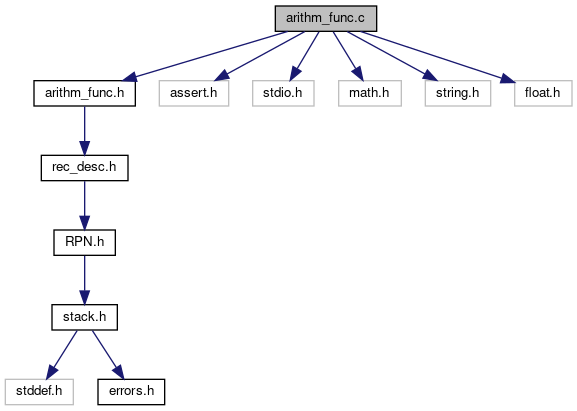 arithm_func.c
arithm_func.h
assert.h
stdio.h
math.h
string.h
float.h
rec_desc.h
RPN.h
stack.h
stddef.h
errors.h